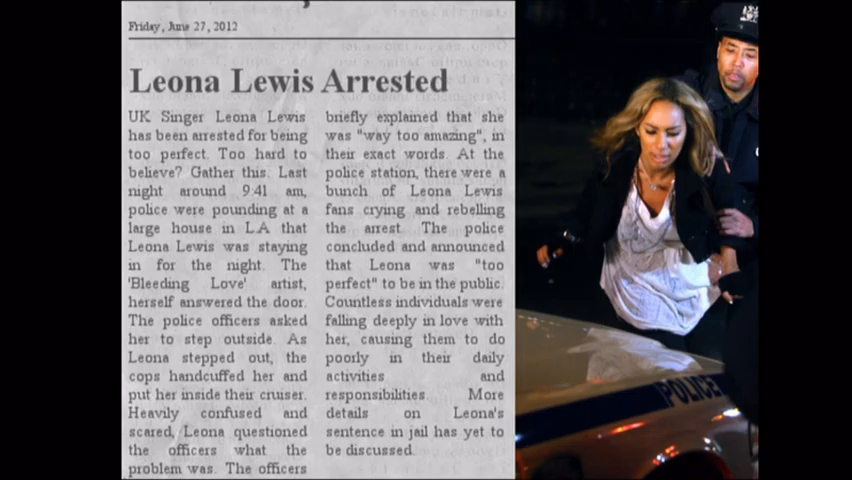 Friday, June 27, 2012
Leona Lewis Arrested
UK Singer Leona Lewis
has been arrested for being
too perfect. Too hard to
believe? Gather this. Last
night around 9:41 am,
police were pounding at a
large house in L.A that
Leona Lewis was staying
in for the night. The
'Bleeding Love' artist,
herself answered the door.
The police officers asked
her to step outside. As
Leona stepped out, the
cops handcuffed her and
put her inside their cruiser.
Heavily confused and
scared, Leona questioned
the officers what the
problem was. The officers
briefly explained that she
was "way too amazing", in
their exact words. At the
police station, there were a
bunch of Leona Lewis
fans crying and rebelling
the arrest. The police
concluded and announced
that Leona was "too
perfect" to be in the public.
Countless individuals were
falling deeply in love with
her, causing them to do
poorly in their daily
activities and
responsibilities. More
details on Leona's
sentence in jail has yet to
be discussed.
POLICE